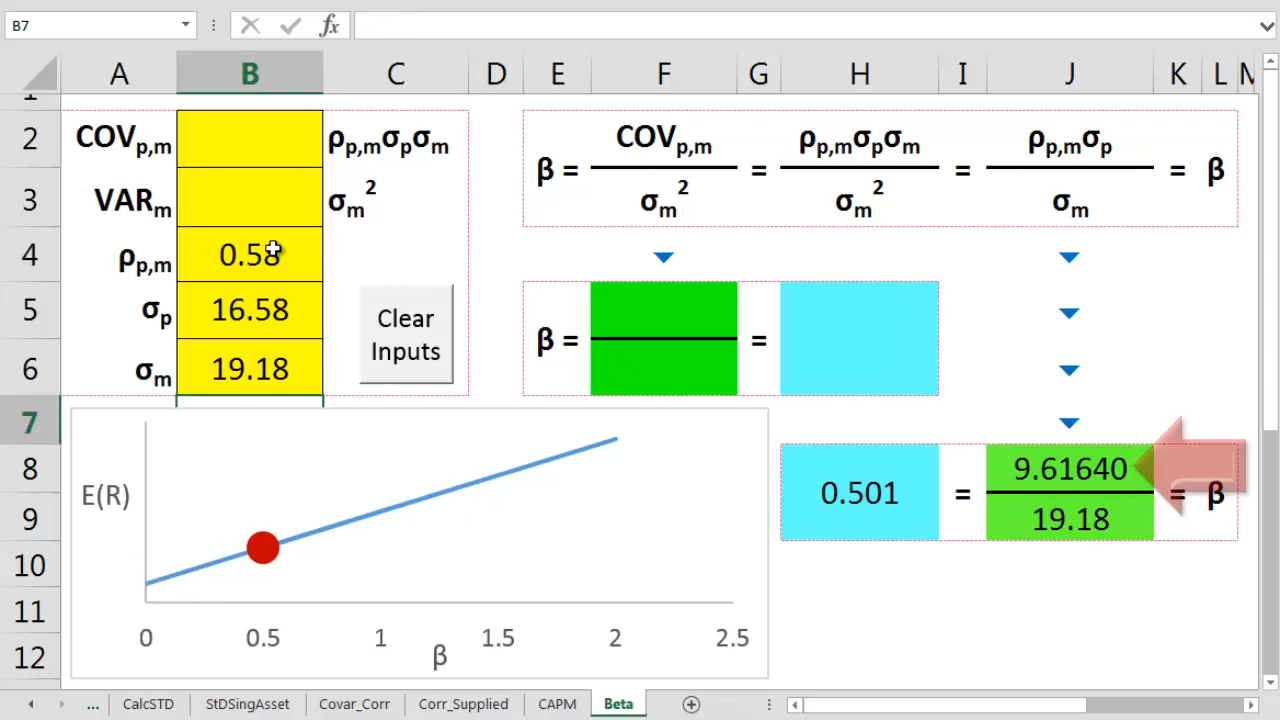 B7
fx
A B C D E F G H I J K L M
1
2 COVp,m ρp,mσpσm
3 VARm σm²
4 ρp,m 0.58
5 σp 16.58
6 σm 19.18
7
8
9
10
11
12
Clear
Inputs
β = COVp,m / σm² = ρp,mσpσm / σm² = ρp,mσp / σm = β
β = =
0.501 = 9.61640 / 19.18 = β
E(R)
0 0.5 1 1.5 2 2.5
β
... CalcSTD StDSingAsset Covar_Corr Corr_Supplied CAPM Beta